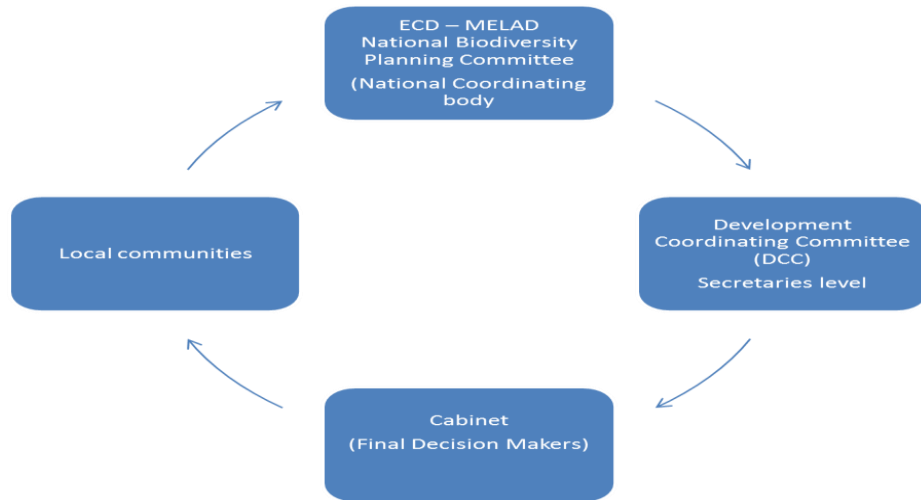 ECD – MELAD
National Biodiversity
Planning Committee
(National Coordinating
body
Local communities
Development
Coordinating Committee
(DCC)
Secretaries level
Cabinet
(Final Decision Makers)